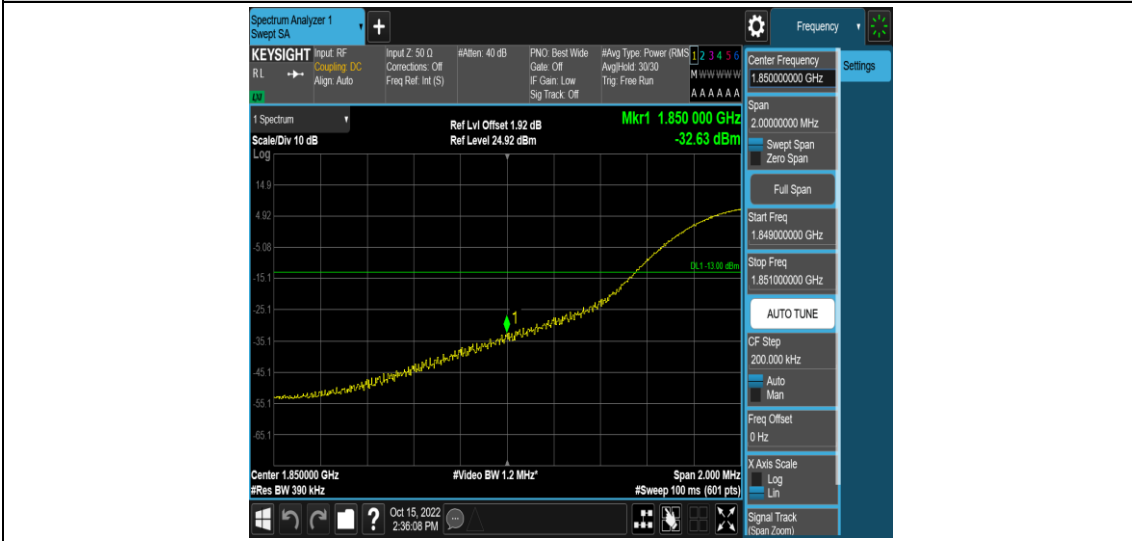 Spectrum Analyzer 1
Swept SA
+
Frequency
KEYSIGHT
R L
LXI
Input: RF
Coupling: DC
Align: Auto
Input Z: 50 Ω
Corrections: Off
Freq Ref: Int (S)
#Atten: 40 dB
PNO: Best Wide
Gate: Off
IF Gain: Low
Sig Track: Off
#Avg Type: Power (RMS
Avg|Hold: 30/30
Trig: Free Run
1 2 3 4 5 6
M W W W W W
A A A A A A
1 Spectrum
Scale/Div 10 dB
Log
Ref Lvl Offset 1.92 dB
Ref Level 24.92 dBm
Mkr1 1.850 000 GHz
-32.63 dBm
14.9
4.92
-5.08
DL1 -13.00 dBm
-15.1
-25.1
1
-35.1
-45.1
-55.1
-65.1
Center 1.850000 GHz
#Res BW 390 kHz
#Video BW 1.2 MHz*
Span 2.000 MHz
#Sweep 100 ms (601 pts)
Center Frequency
1.850000000 GHz
Settings
Span
2.00000000 MHz
Swept Span
Zero Span
Full Span
Start Freq
1.849000000 GHz
Stop Freq
1.851000000 GHz
AUTO TUNE
CF Step
200.000 kHz
Auto
Man
Freq Offset
0 Hz
X Axis Scale
Log
Lin
Signal Track
(Span Zoom)
?
Oct 15, 2022
2:36:08 PM